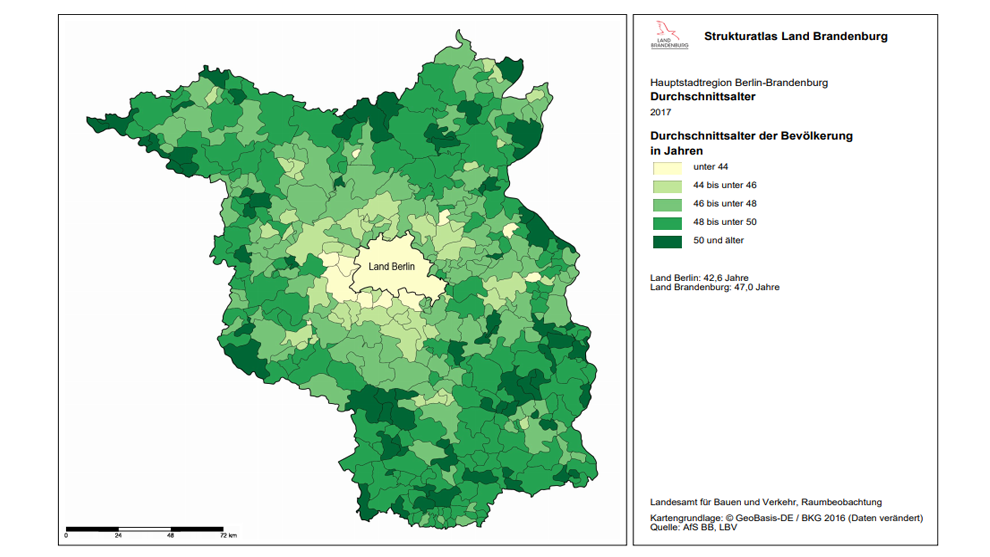 LAND
BRANDENBURG
Strukturatlas Land Brandenburg
Hauptstadtregion Berlin-Brandenburg
Durchschnittsalter
2017
Durchschnittsalter der Bevölkerung
in Jahren
unter 44
44 bis unter 46
46 bis unter 48
48 bis unter 50
50 und älter
Land Berlin: 42,6 Jahre
Land Brandenburg: 47,0 Jahre
Land Berlin
0 24 48 72 km
Landesamt für Bauen und Verkehr, Raumbeobachtung
Kartengrundlage: © GeoBasis-DE / BKG 2016 (Daten verändert)
Quelle: AfS BB, LBV